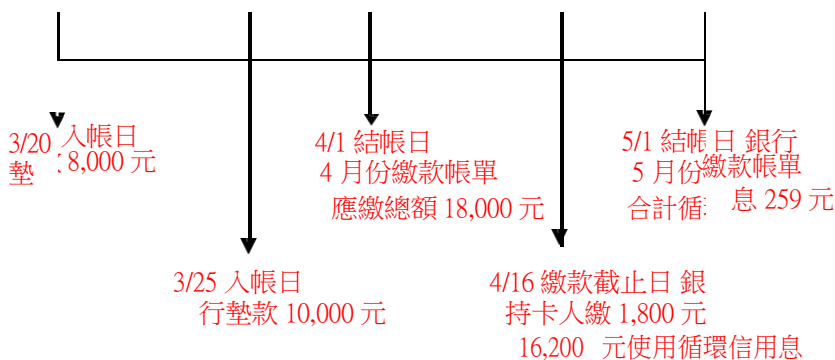 3/20 入帳日
墊 8,000 元
4/1 結帳日
4 月份繳款帳單
應繳總額 18,000 元
5/1 結帳日 銀行
5 月份繳款帳單
合計循 息 259 元
3/25 入帳日
行墊款 10,000 元
4/16 繳款截止日 銀
持卡人繳 1,800 元
16,200 元使用循環信用息